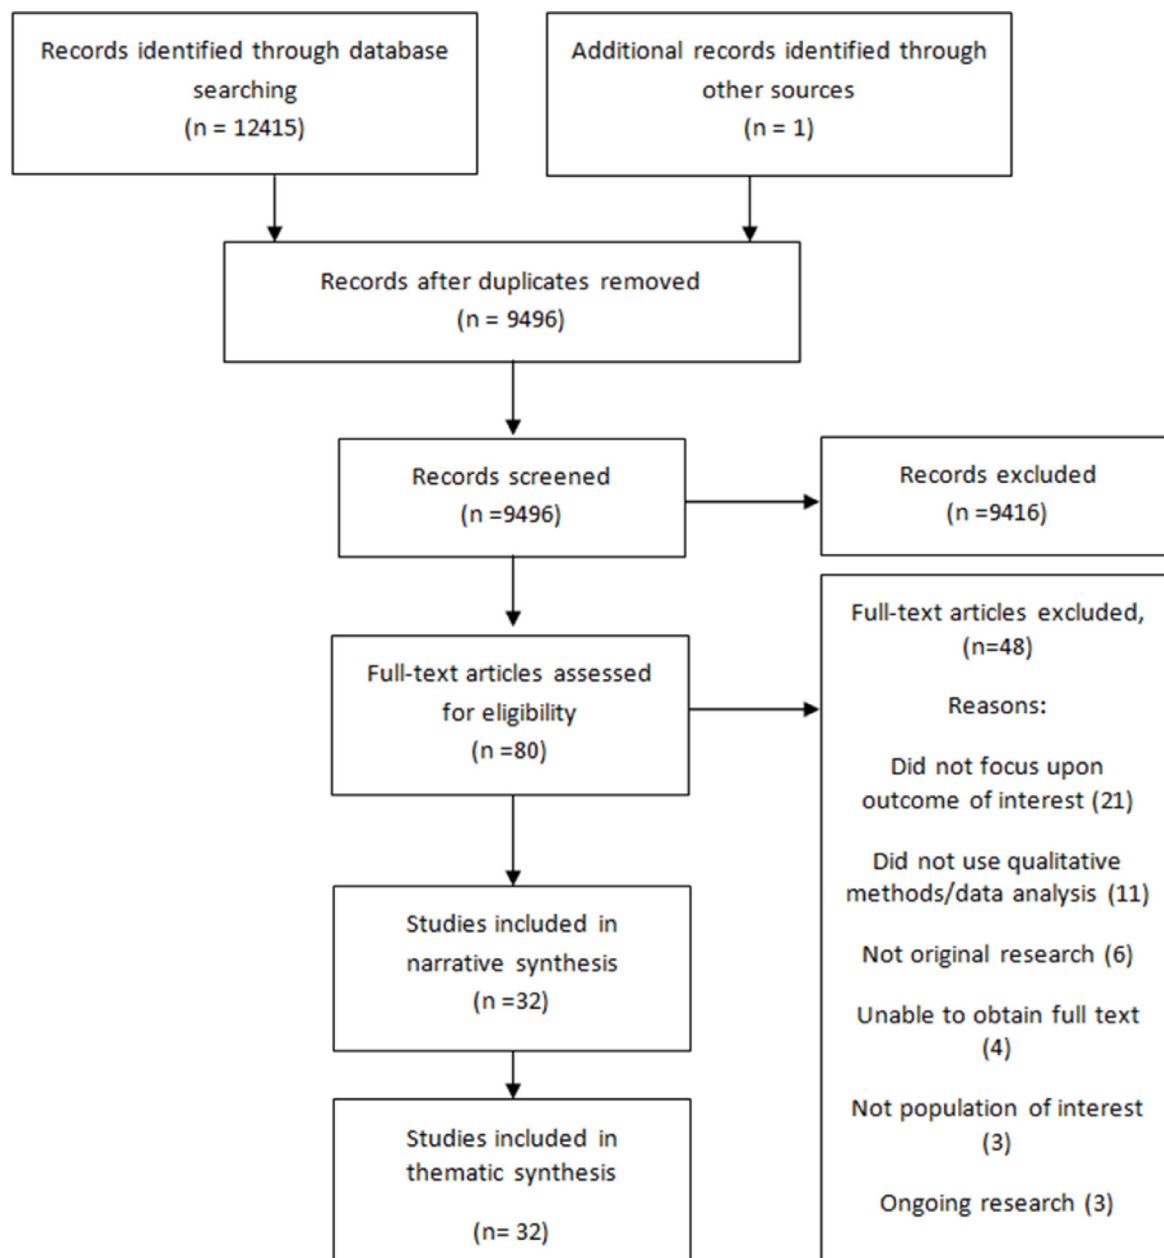 Records identified through database
searching
(n = 12415)
Additional records identified through
other sources
(n = 1)
Records after duplicates removed
(n = 9496)
Records screened
(n =9496)
Records excluded
(n =9416)
Full-text articles assessed
for eligibility
(n =80)
Full-text articles excluded,
(n=48)
Reasons:
Did not focus upon
outcome of interest (21)
Did not use qualitative
methods/data analysis (11)
Not original research (6)
Unable to obtain full text
(4)
Not population of interest
(3)
Ongoing research (3)
Studies included in
narrative synthesis
(n =32)
Studies included in
thematic synthesis
(n= 32)